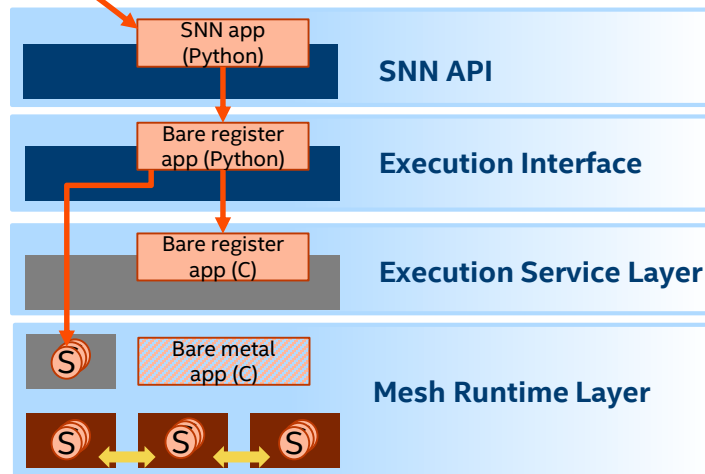 SNN app
(Python)
SNN API
Bare register
app (Python)
Execution Interface
Bare register
app (C)
Execution Service Layer
S
Bare metal
app (C)
Mesh Runtime Layer
S
S
S